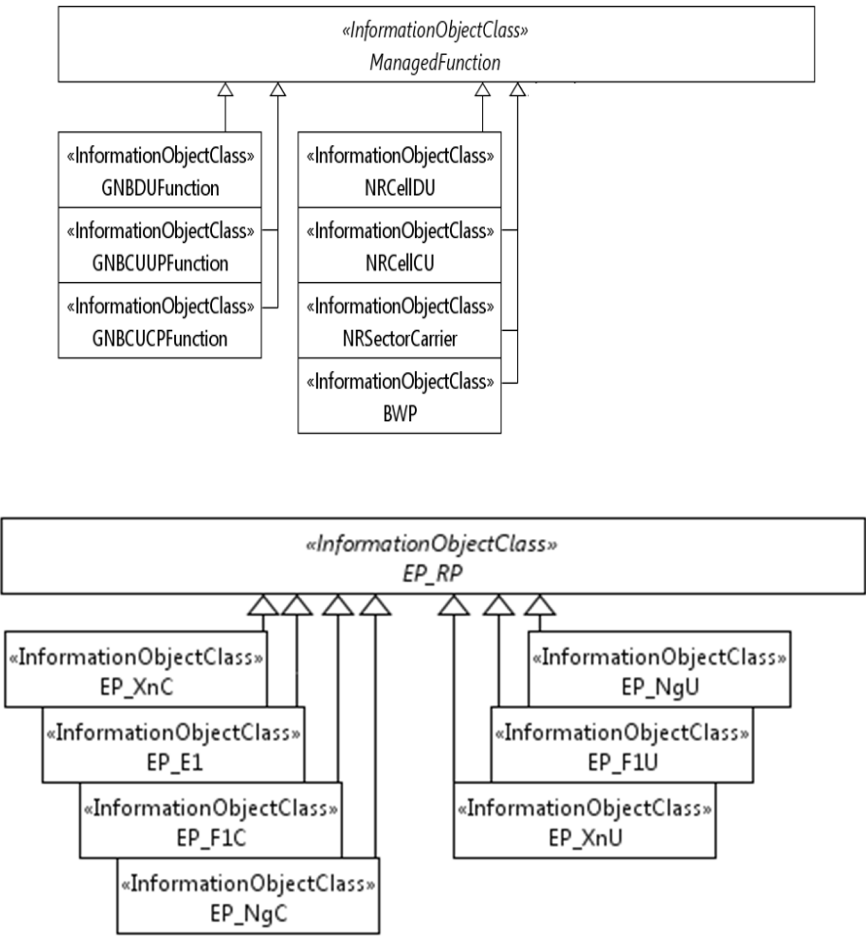 «InformationObjectClass»
ManagedFunction
«InformationObjectClass»
GNBDUFunction
«InformationObjectClass»
GNBCUUPFunction
«InformationObjectClass»
GNBCUCPFunction
«InformationObjectClass»
NRCellDU
«InformationObjectClass»
NRCellCU
«InformationObjectClass»
NRSectorCarrier
«InformationObjectClass»
BWP
«InformationObjectClass»
EP_RP
«InformationObjectClass»
EP_XnC
«InformationObjectClass»
EP_E1
«InformationObjectClass»
EP_F1C
«InformationObjectClass»
EP_NgC
«InformationObjectClass»
EP_NgU
«InformationObjectClass»
EP_F1U
«InformationObjectClass»
EP_XnU